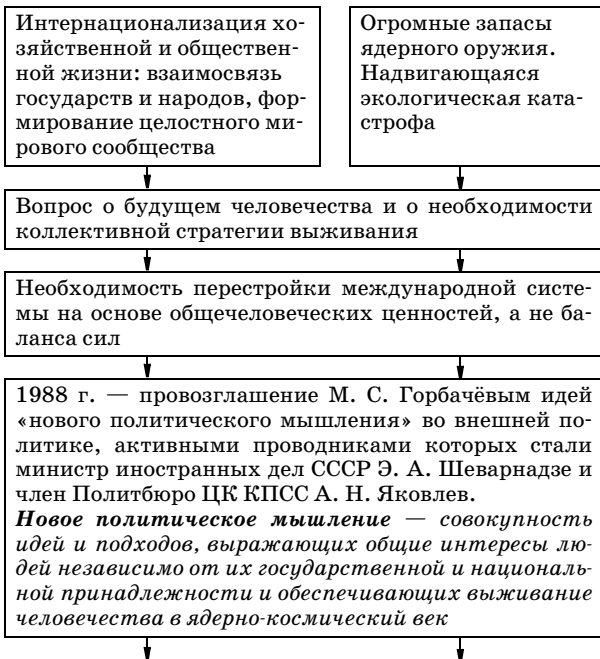 Интернационализация хо-
зяйственной и обществен-
ной жизни: взаимосвязь
государств и народов, фор-
мирование целостного ми-
рового сообщества
Огромные запасы
ядерного оружия.
Надвигающаяся
экологическая ката-
строфа
Вопрос о будущем человечества и о необходимости
коллективной стратегии выживания
Необходимость перестройки международной систе-
мы на основе общечеловеческих ценностей, а не ба-
ланса сил
1988 г. — провозглашение М. С. Горбачёвым идей
«нового политического мышления» во внешней по-
литике, активными проводниками которых стали
министр иностранных дел СССР Э. А. Шеварнадзе и
член Политбюро ЦК КПСС А. Н. Яковлев.
Новое политическое мышление — совокупность
идей и подходов, выражающих общие интересы лю-
дей независимо от их государственной и националь-
ной принадлежности и обеспечивающих выживание
человечества в ядерно-космический век